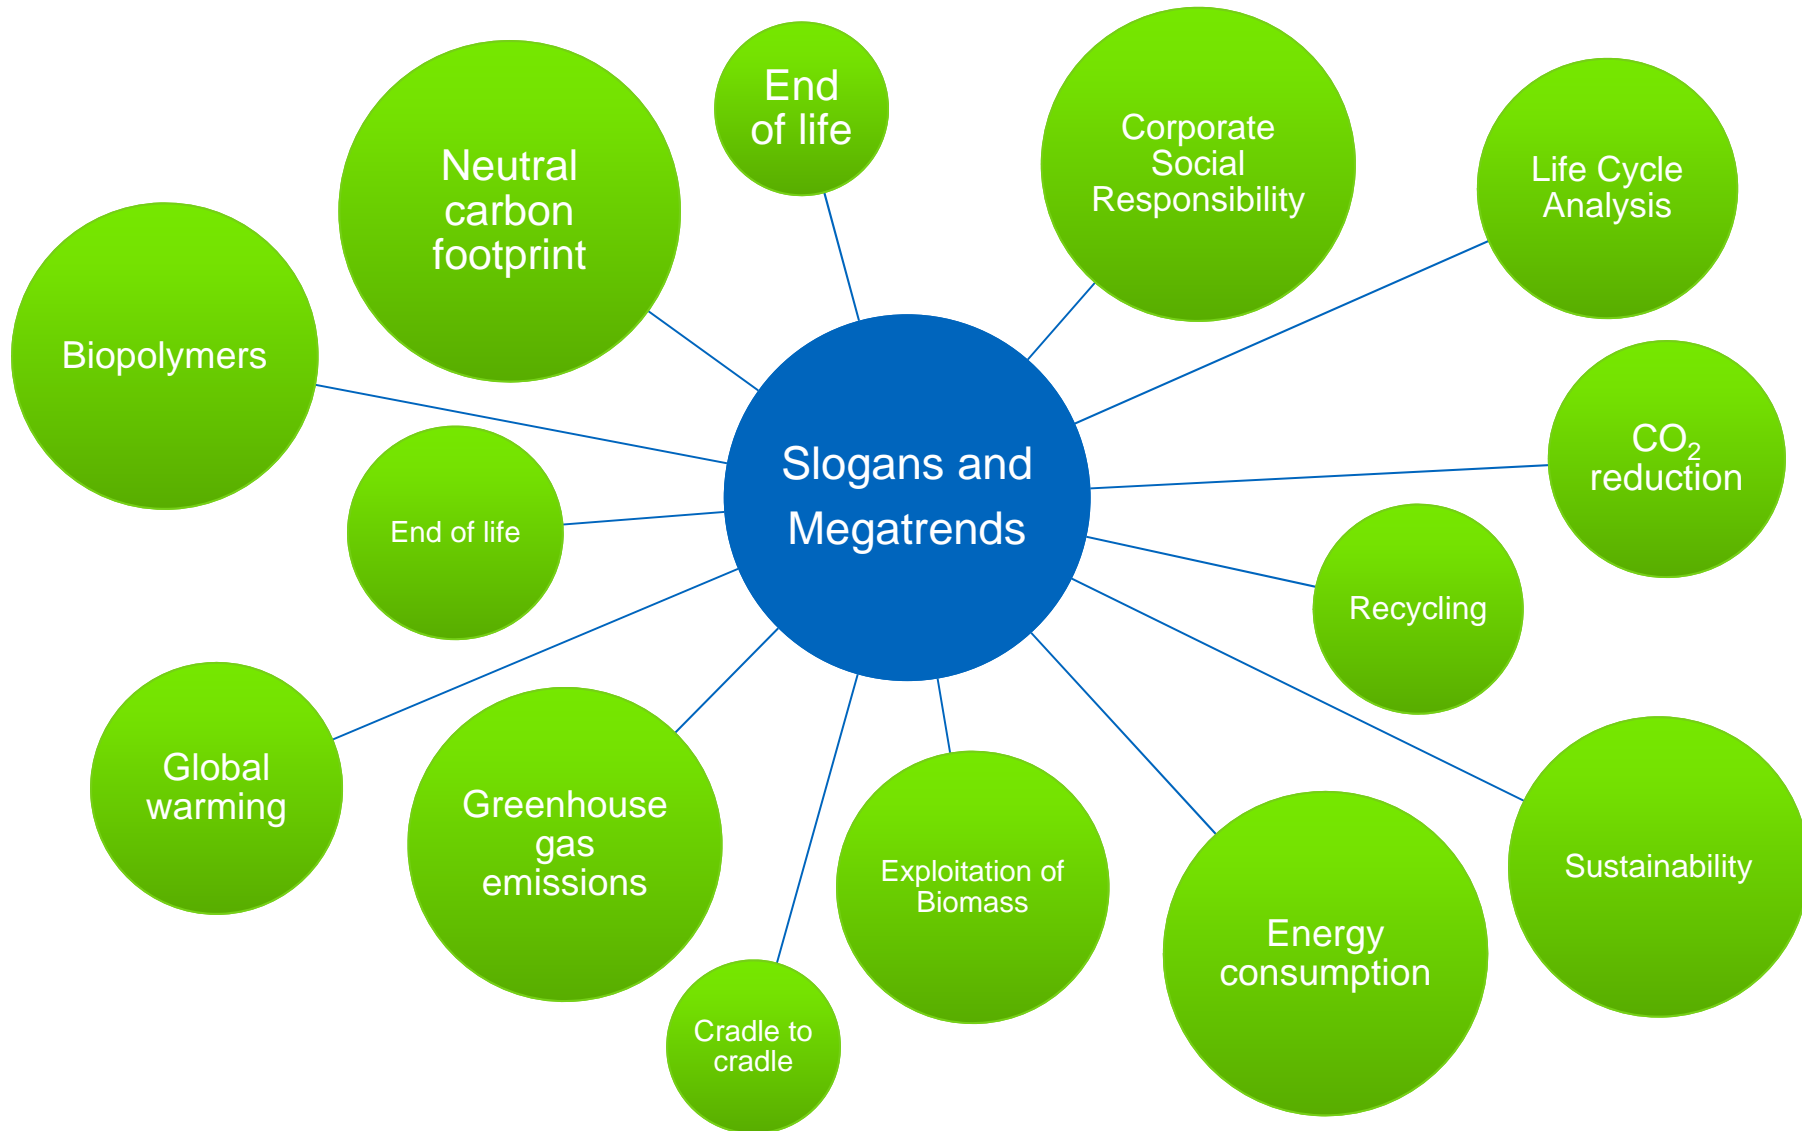 End
of life
Neutral
carbon
footprint
Corporate
Social
Responsibility
Life Cycle
Analysis
Biopolymers
CO₂
reduction
Slogans and
Megatrends
End of life
Recycling
Global
warming
Greenhouse
gas
emissions
Exploitation of
Biomass
Energy
consumption
Sustainability
Cradle to
cradle